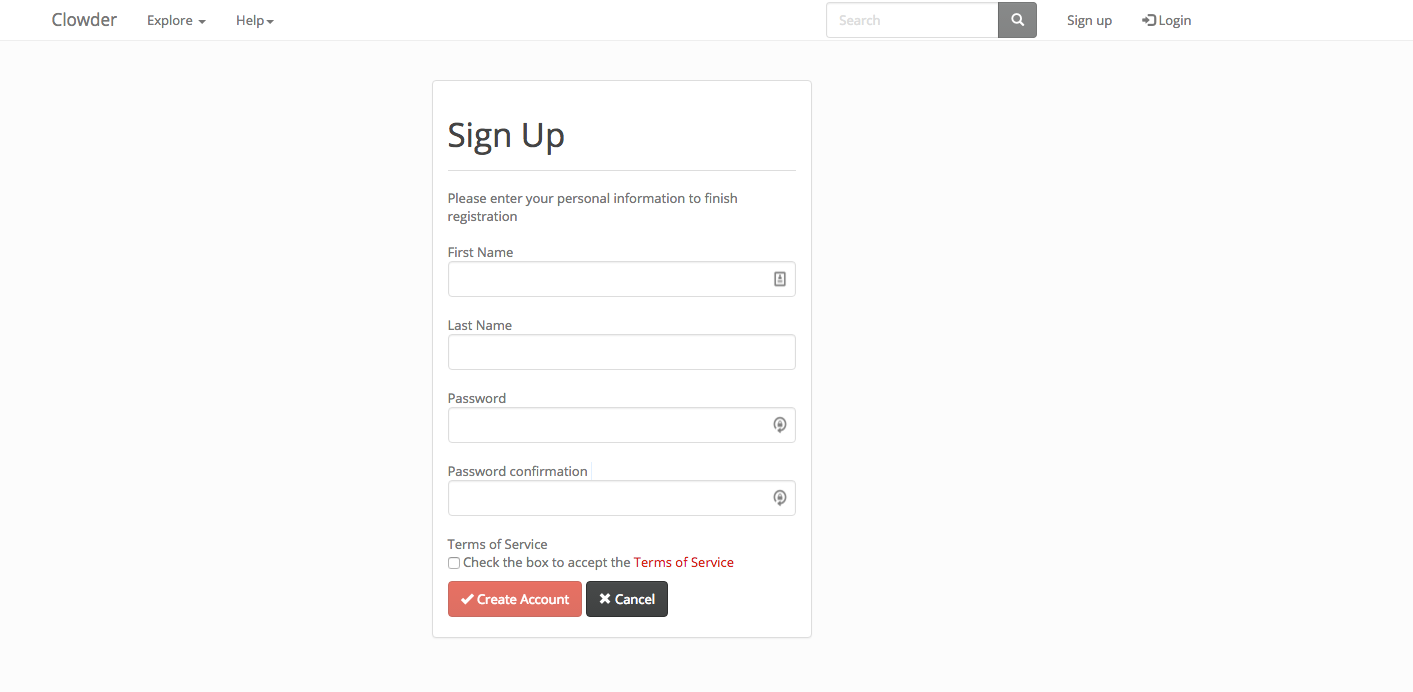 Clowder Explore Help Search Sign up Login
Sign Up
Please enter your personal information to finish
registration
First Name
Last Name
Password
Password confirmation
Terms of Service
Check the box to accept the Terms of Service
Create Account Cancel